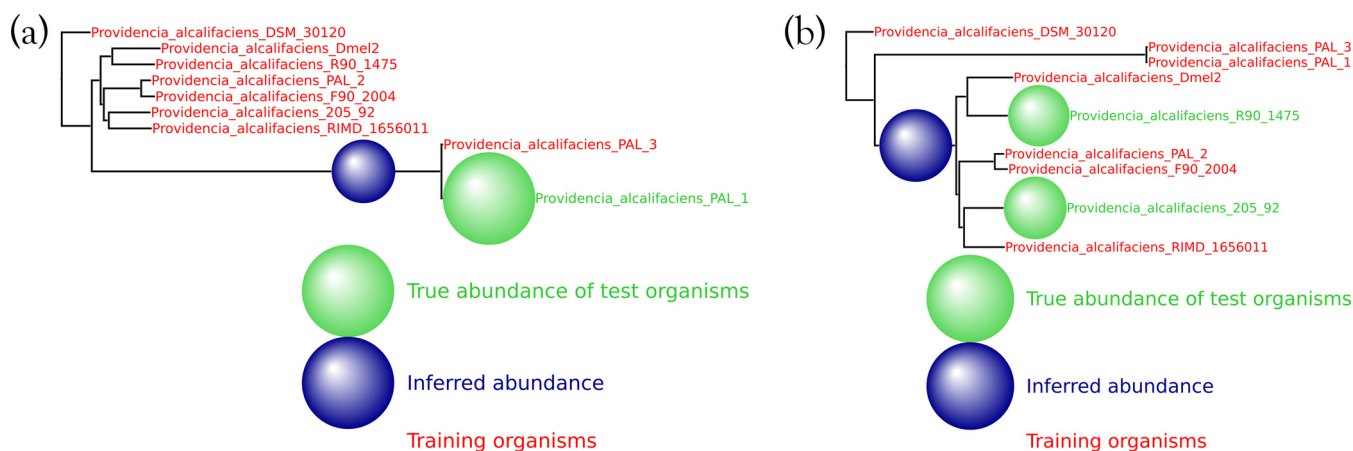 (a)
Providencia_alcalifaciens_DSM_30120
Providencia_alcalifaciens_Dmel2
Providencia_alcalifaciens_R90_1475
Providencia_alcalifaciens_PAL_2
Providencia_alcalifaciens_F90_2004
Providencia_alcalifaciens_205_92
Providencia_alcalifaciens_RIMD_1656011
Providencia_alcalifaciens_PAL_3
Providencia_alcalifaciens_PAL_1
True abundance of test organisms
Inferred abundance
Training organisms
(b)
Providencia_alcalifaciens_DSM_30120
Providencia_alcalifaciens_PAL_3
Providencia_alcalifaciens_PAL_1
Providencia_alcalifaciens_Dmel2
Providencia_alcalifaciens_R90_1475
Providencia_alcalifaciens_PAL_2
Providencia_alcalifaciens_F90_2004
Providencia_alcalifaciens_205_92
Providencia_alcalifaciens_RIMD_1656011
True abundance of test organisms
Inferred abundance
Training organisms